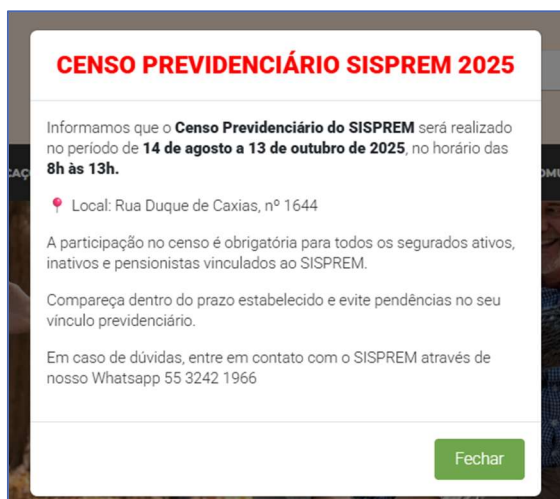 CENSO PREVIDENCIÁRIO SISPREM 2025
Informamos que o Censo Previdenciário do SISPREM será realizado
no período de 14 de agosto a 13 de outubro de 2025, no horário das
8h às 13h.
📍 Local: Rua Duque de Caxias, nº 1644
A participação no censo é obrigatória para todos os segurados ativos,
inativos e pensionistas vinculados ao SISPREM.
Compareça dentro do prazo estabelecido e evite pendências no seu
vínculo previdenciário.
Em caso de dúvidas, entre em contato com o SISPREM através de
nosso Whatsapp 55 3242 1966
Fechar